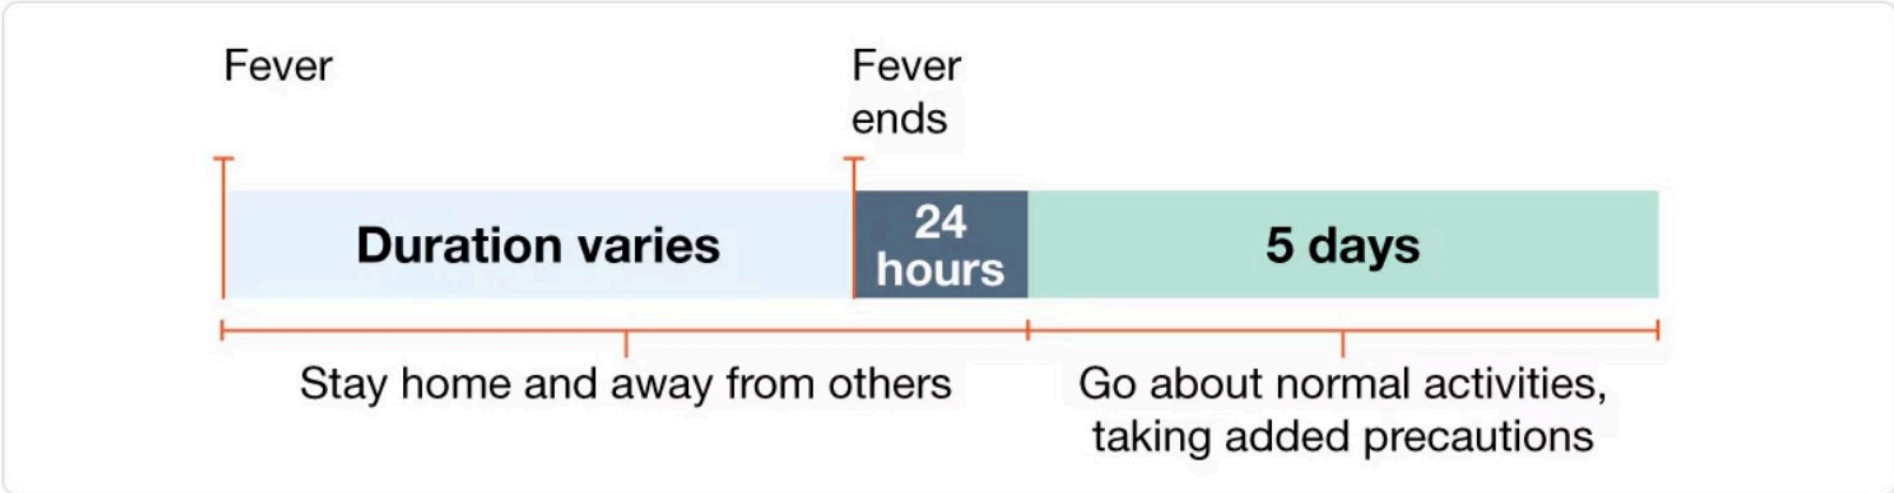 Fever
Fever
ends
Duration varies
24
hours
5 days
Stay home and away from others
Go about normal activities,
taking added precautions